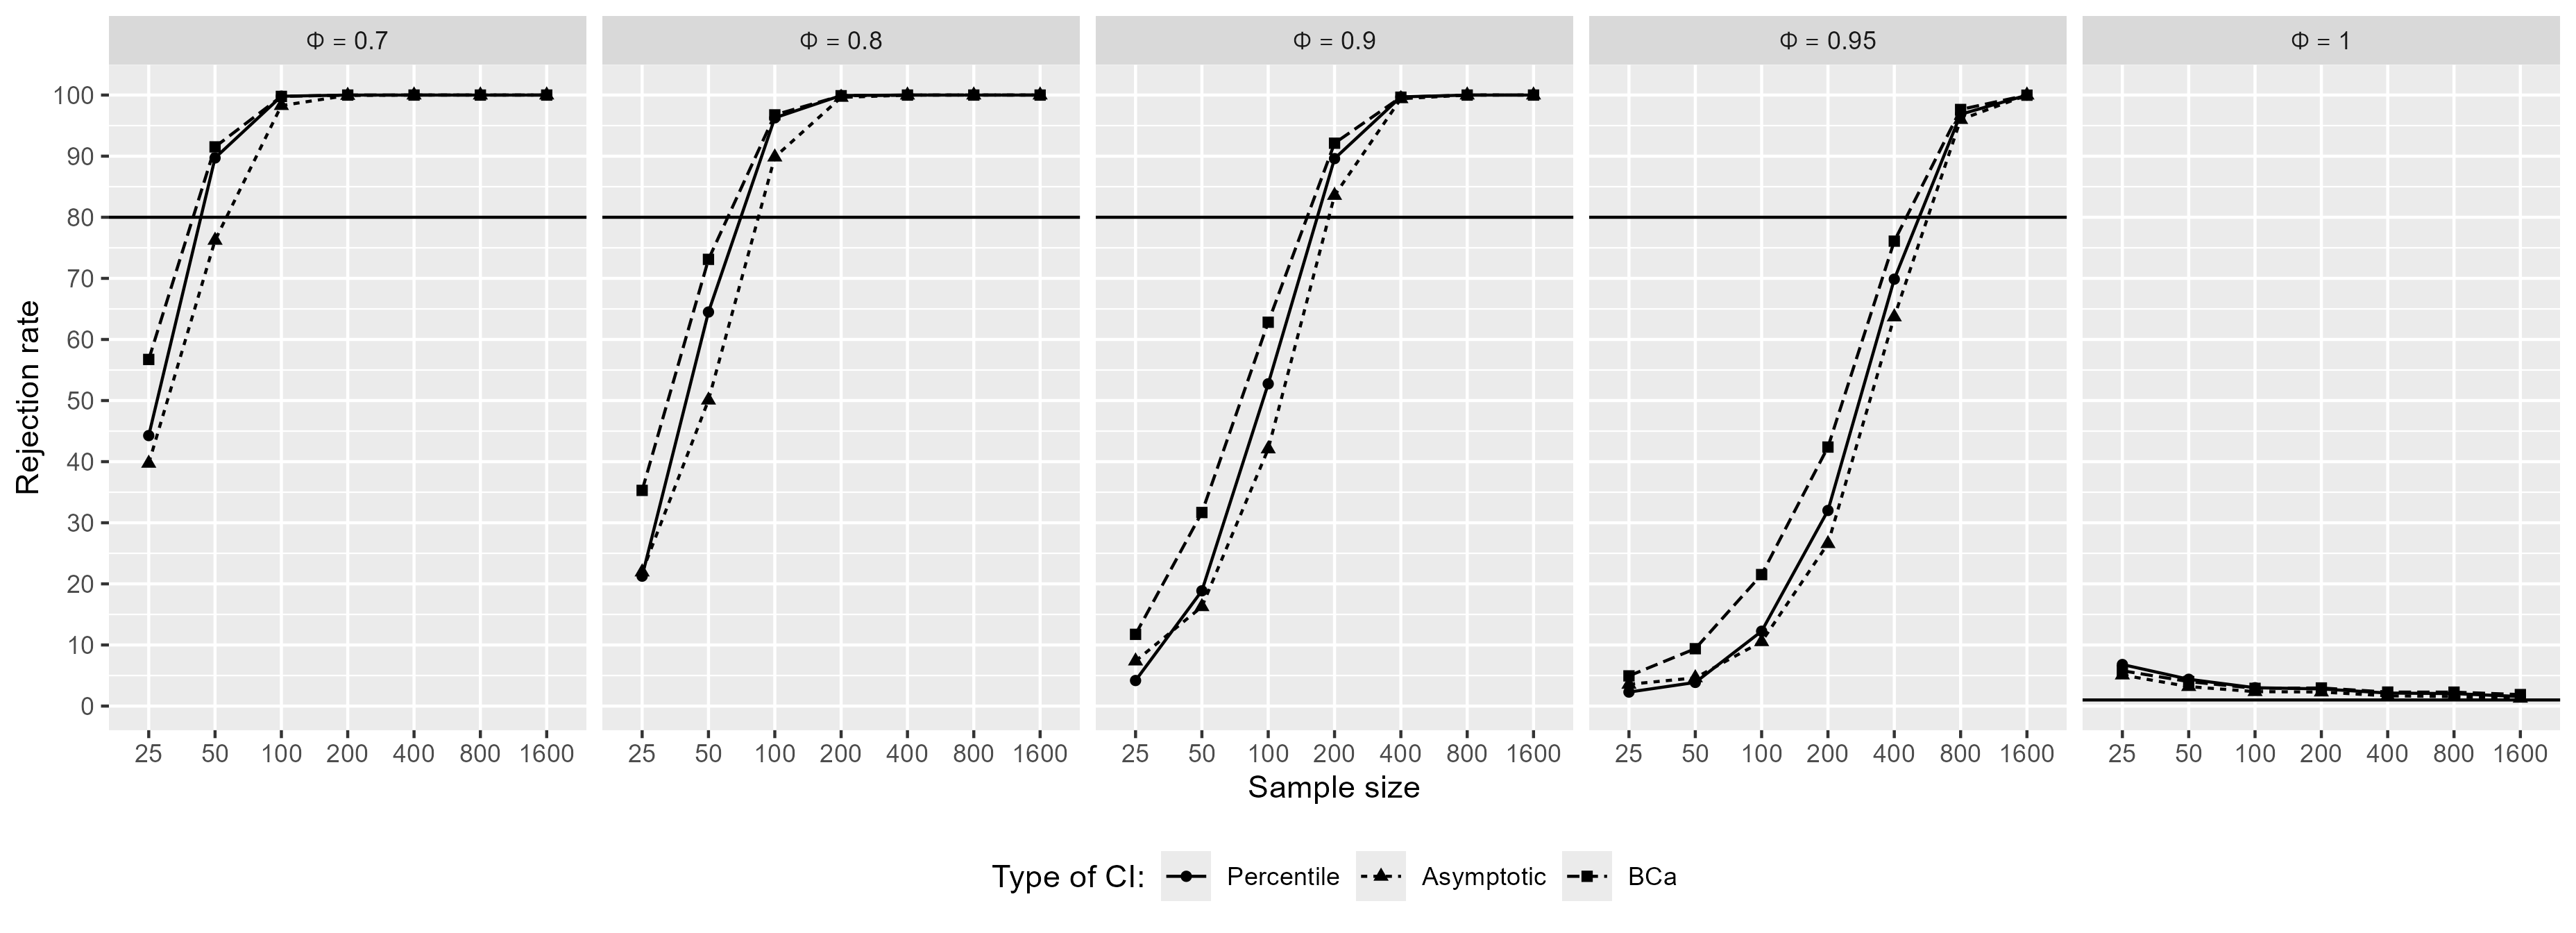 Φ = 0.7
Φ = 0.8
Φ = 0.9
Φ = 0.95
Φ = 1
Rejection rate
100
90
80
70
60
50
40
30
20
10
0
25 50 100 200 400 800 1600
25 50 100 200 400 800 1600
25 50 100 200 400 800 1600
25 50 100 200 400 800 1600
25 50 100 200 400 800 1600
Sample size
Type of CI: Percentile Asymptotic BCa